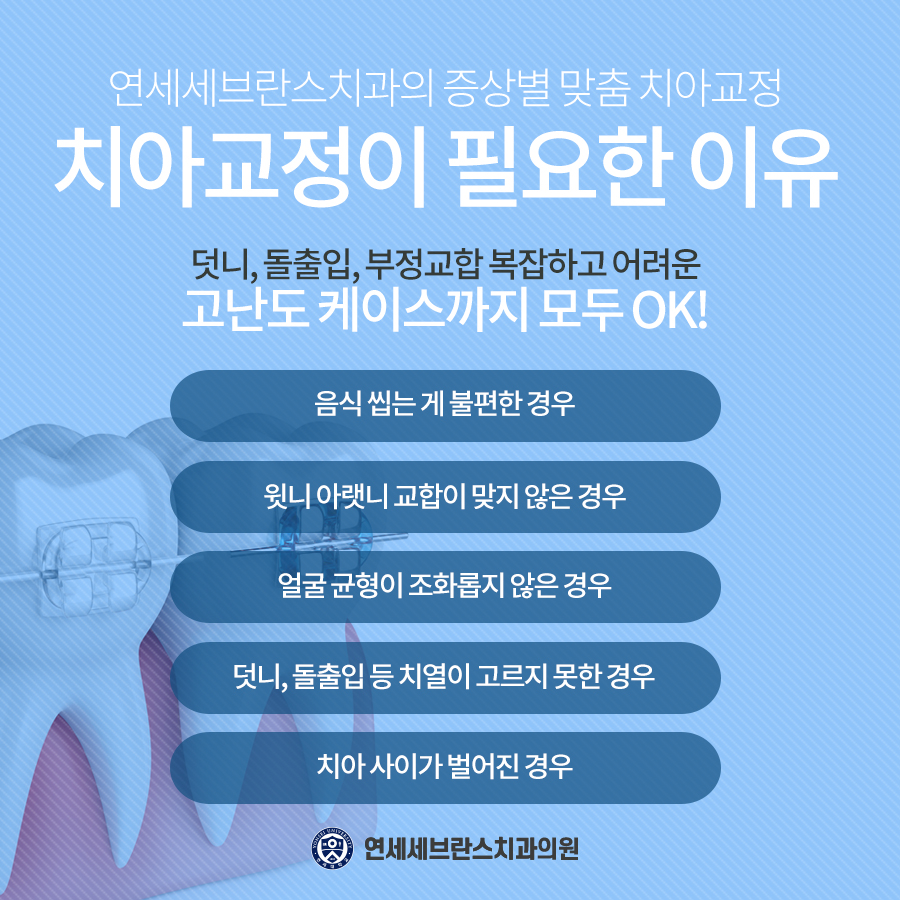 연세세브란스치과의 증상별 맞춤 치아교정
치아교정이 필요한 이유
덧니, 돌출입, 부정교합 복잡하고 어려운
고난도 케이스까지 모두 OK!
음식 씹는 게 불편한 경우
윗니 아랫니 교합이 맞지 않은 경우
얼굴 균형이 조화롭지 않은 경우
덧니, 돌출입 등 치열이 고르지 못한 경우
치아 사이가 벌어진 경우
연세세브란스치과의원